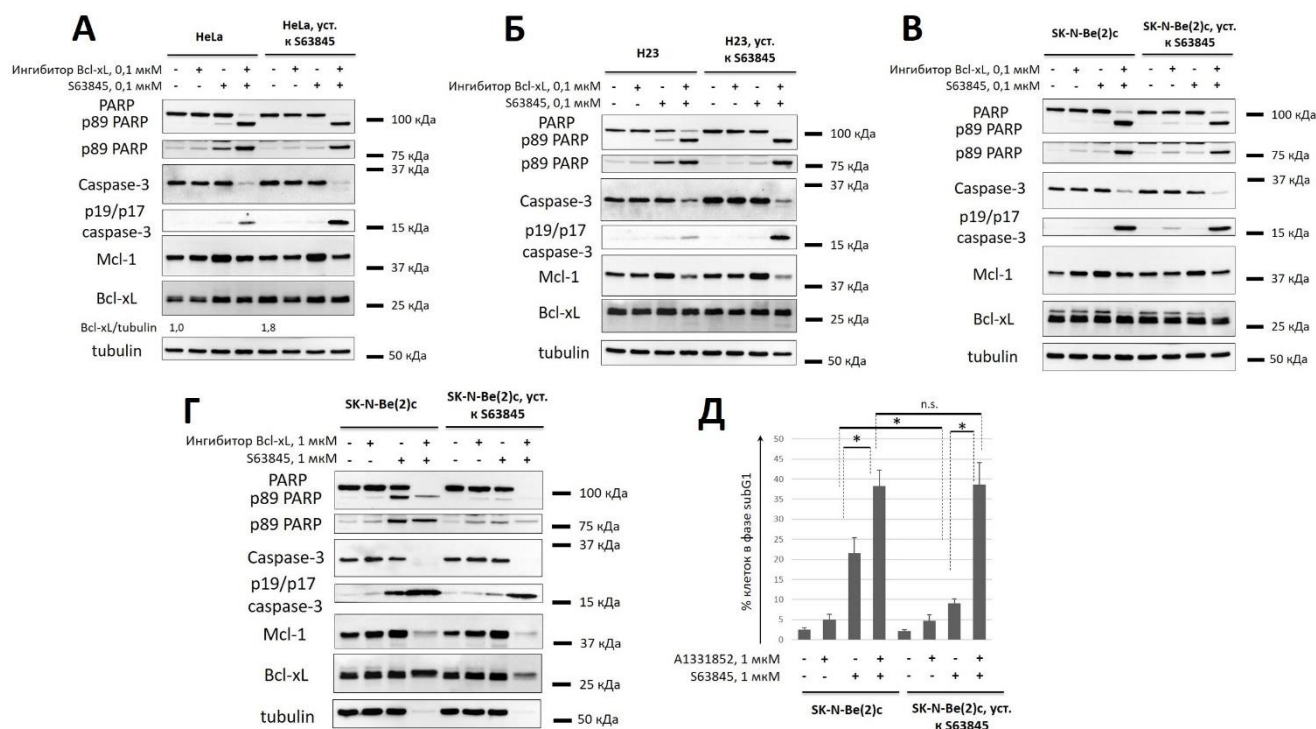 А
HeLa
HeLa, уст.
к S63845
Ингибитор Bcl-xL, 0,1 мкМ - + - + - + - +
S63845, 0,1 мкМ - - + + - - + +
PARP
p89 PARP
100 кДа
p89 PARP
75 кДа
37 кДа
Caspase-3
p19/p17
caspase-3
15 кДа
Mcl-1
37 кДа
Bcl-xL
25 кДа
Bcl-xL/tubulin 1,0 1,8
tubulin
50 кДа
Б
H23
H23, уст.
к S63845
Ингибитор Bcl-xL, 0,1 мкМ - + - + - + - +
S63845, 0,1 мкМ - - + + - - + +
PARP
p89 PARP
100 кДа
p89 PARP
75 кДа
37 кДа
Caspase-3
p19/p17
caspase-3
15 кДа
Mcl-1
37 кДа
Bcl-xL
25 кДа
tubulin
50 кДа
В
SK-N-Be(2)c
SK-N-Be(2)c, уст.
к S63845
Ингибитор Bcl-xL, 0,1 мкМ - + - + - + - +
S63845, 0,1 мкМ - - + + - - + +
PARP
p89 PARP
100 кДа
p89 PARP
75 кДа
37 кДа
Caspase-3
p19/p17
caspase-3
15 кДа
Mcl-1
37 кДа
Bcl-xL
25 кДа
tubulin
50 кДа
Г
SK-N-Be(2)c
SK-N-Be(2)c, уст.
к S63845
Ингибитор Bcl-xL, 1 мкМ - + - + - + - +
S63845, 1 мкМ - - + + - - + +
PARP
p89 PARP
100 кДа
p89 PARP
75 кДа
37 кДа
Caspase-3
p19/p17
caspase-3
15 кДа
Mcl-1
37 кДа
Bcl-xL
25 кДа
tubulin
50 кДа
Д
n.s.
*
* *
% клеток в фазе subG1
50
45
40
35
30
25
20
15
10
5
0
A1331852, 1 мкМ - + - + - + - +
S63845, 1 мкМ - - + + - - + +
SK-N-Be(2)c
SK-N-Be(2)c, уст.
к S63845